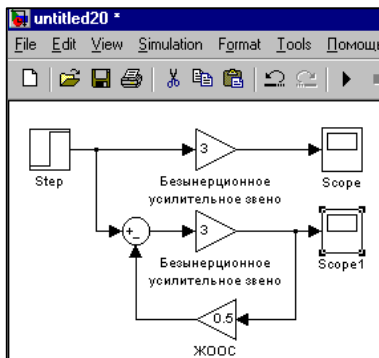 untitled20 *
File Edit View Simulation Format Tools Помощь
3
Step
Безынерционное
усилительное звено
Scope
+
-
3
Безынерционное
усилительное звено
Scope1
0.5
ЖООС